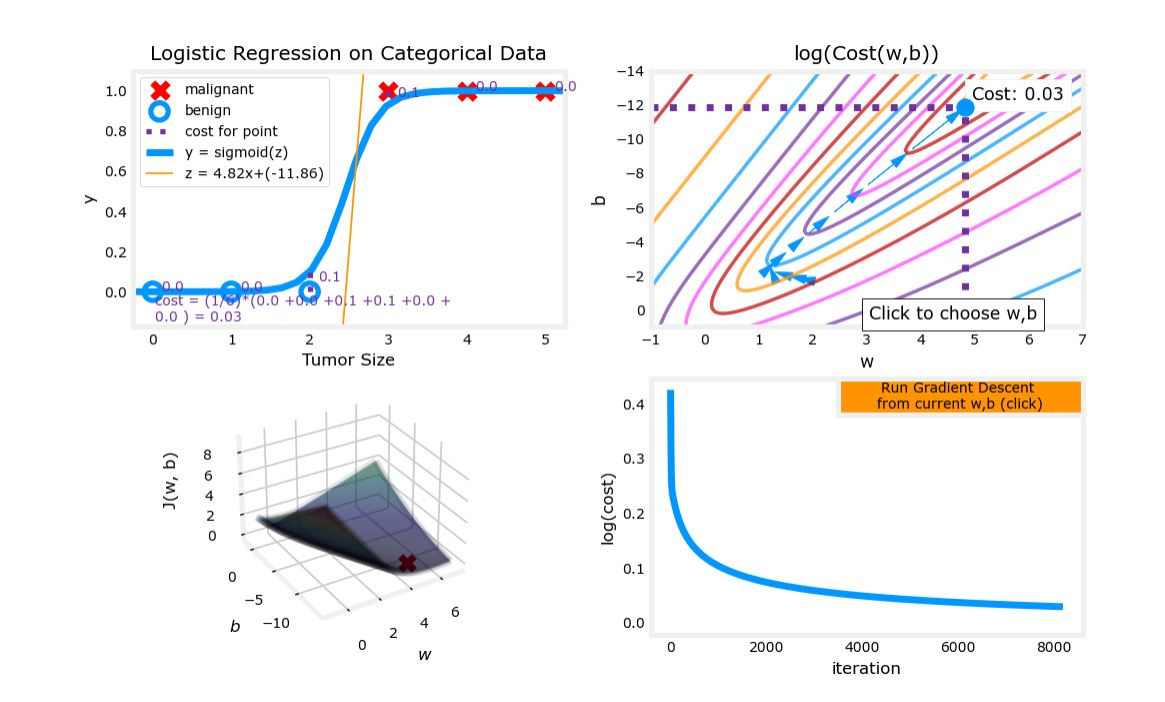 Logistic Regression on Categorical Data
1.0
0.8
0.6
0.4
0.2
0.0
y
malignant
benign
cost for point
y = sigmoid(z)
z = 4.82x+(-11.86)
0.0
0.0
0.1
0.1
0.0
0.0
cost = (1/6)*(0.0 +0.0 +0.1 +0.1 +0.0 +
0.0 ) = 0.03
0 1 2 3 4 5
Tumor Size
log(Cost(w,b))
−14
−12
−10
−8
−6
−4
−2
0
b
Cost: 0.03
Click to choose w,b
−1 0 1 2 3 4 5 6 7
w
J(w, b)
8
6
4
2
0
0
−5
−10
b
0 2 4 6
w
Run Gradient Descent
from current w,b (click)
0.4
0.3
0.2
0.1
0.0
log(cost)
0 2000 4000 6000 8000
iteration